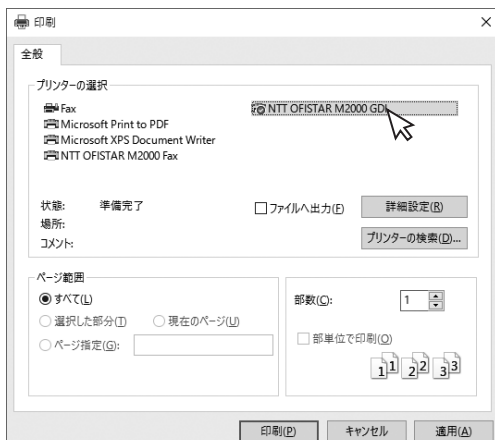 印刷
全般
プリンターの選択
Fax
Microsoft Print to PDF
Microsoft XPS Document Writer
NTT OFISTAR M2000 Fax
NTT OFISTAR M2000 GDI
状態: 準備完了
場所:
コメント:
ファイルへ出力(F)
詳細設定(R)
プリンターの検索(D)...
ページ範囲
すべて(L)
選択した部分(T) 現在のページ(U)
ページ指定(G):
部数(C): 1
部単位で印刷(O)
1 1 2 2 3 3
印刷(P) キャンセル 適用(A)